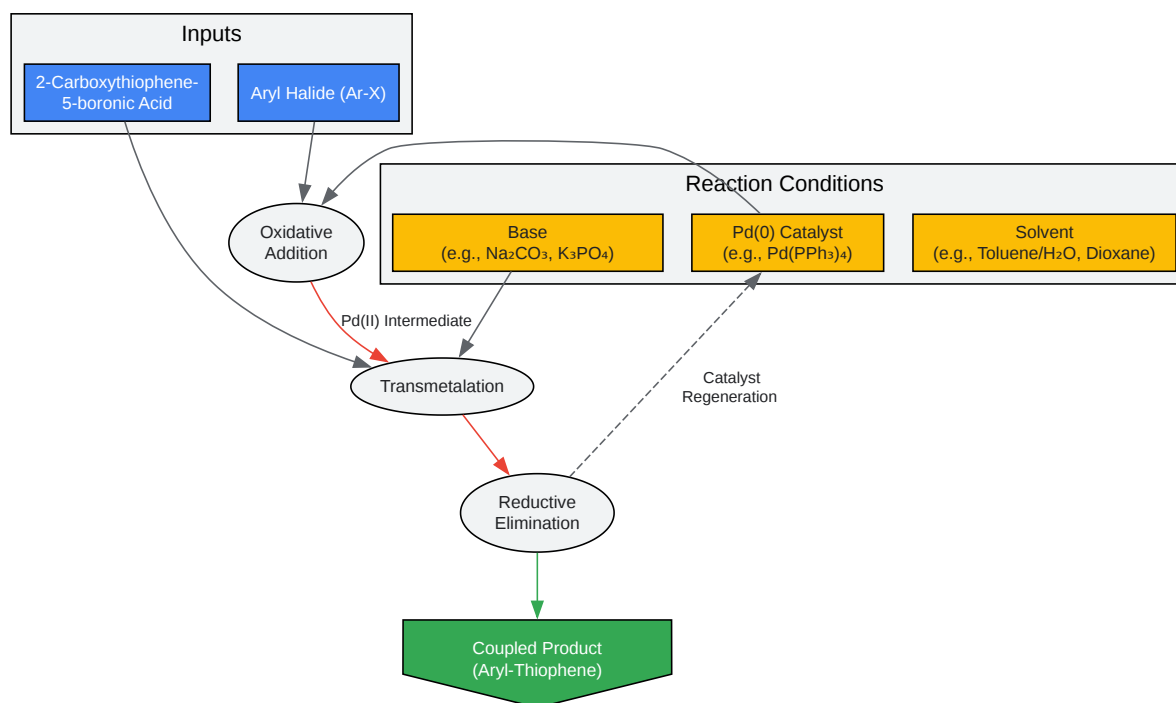 Inputs
2-Carboxythiophene-
5-boronic Acid
Aryl Halide (Ar-X)
Reaction Conditions
Oxidative
Addition
Base
(e.g., Na₂CO₃, K₃PO₄)
Pd(0) Catalyst
(e.g., Pd(PPh₃)₄)
Solvent
(e.g., Toluene/H₂O, Dioxane)
Pd(II) Intermediate
Transmetalation
Catalyst
Regeneration
Reductive
Elimination
Coupled Product
(Aryl-Thiophene)